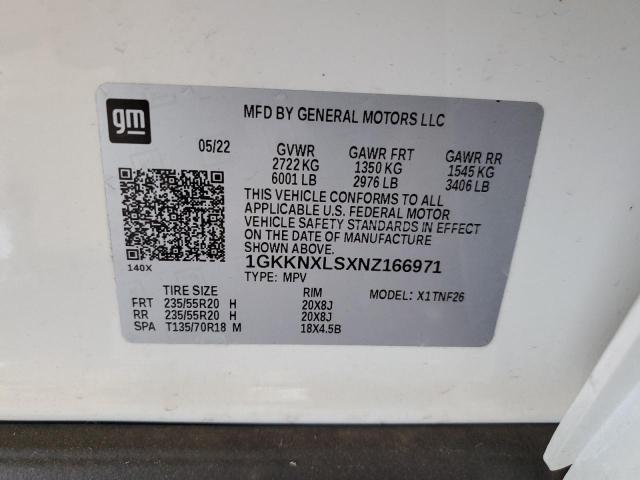 gm
MFD BY GENERAL MOTORS LLC
05/22 GVWR GAWR FRT GAWR RR
2722 KG 1350 KG 1545 KG
6001 LB 2976 LB 3406 LB
THIS VEHICLE CONFORMS TO ALL
APPLICABLE U.S. FEDERAL MOTOR
VEHICLE SAFETY STANDARDS IN EFFECT
ON THE DATE OF MANUFACTURE
SHOWN ABOVE.
140X 1GKKNXLSXNZ166971
TYPE: MPV
TIRE SIZE RIM MODEL: X1TNF26
FRT 235/55R20 H 20X8J
RR 235/55R20 H 20X8J
SPA T135/70R18 M 18X4.5B